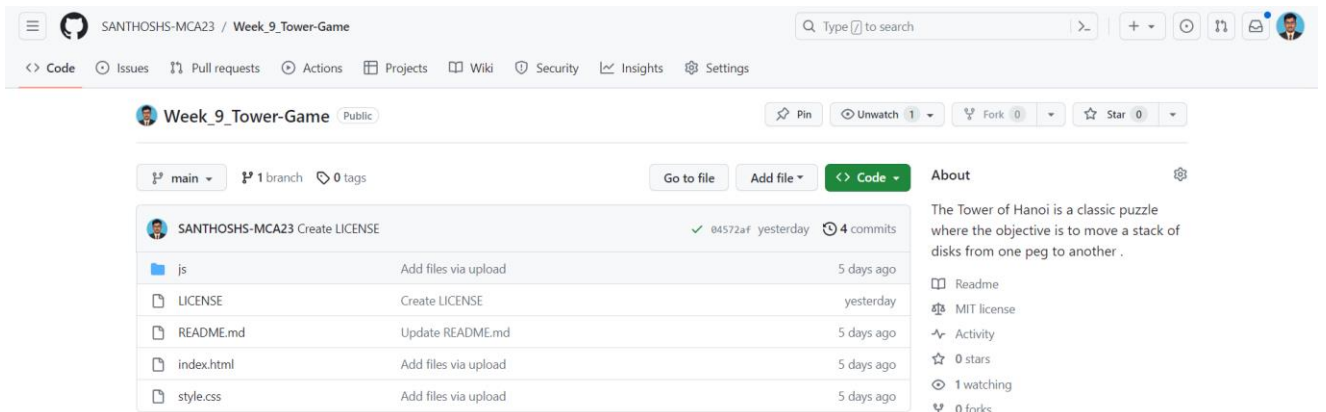 SANTHOSHS-MCA23 / Week_9_Tower-Game
Type / to search
Code Issues Pull requests Actions Projects Wiki Security Insights Settings
Week_9_Tower-Game Public
Pin Unwatch 1 Fork 0 Star 0
main 1 branch 0 tags
Go to file Add file Code
SANTHOSHS-MCA23 Create LICENSE 04572af yesterday 4 commits
js Add files via upload 5 days ago
LICENSE Create LICENSE yesterday
README.md Update README.md 5 days ago
index.html Add files via upload 5 days ago
style.css Add files via upload 5 days ago
About
The Tower of Hanoi is a classic puzzle
where the objective is to move a stack of
disks from one peg to another .
Readme
MIT license
Activity
0 stars
1 watching
0 forks